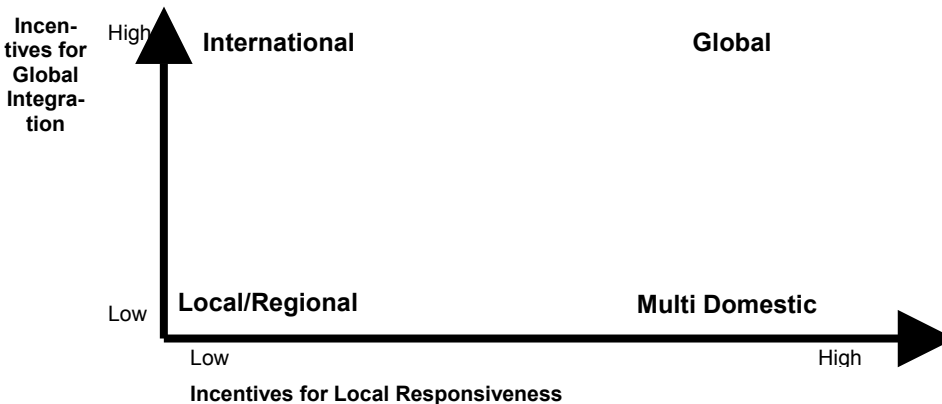 Incen-
tives for
Global
Integra-
tion
High
International
Global
Low
Local/Regional
Multi Domestic
Low
High
Incentives for Local Responsiveness